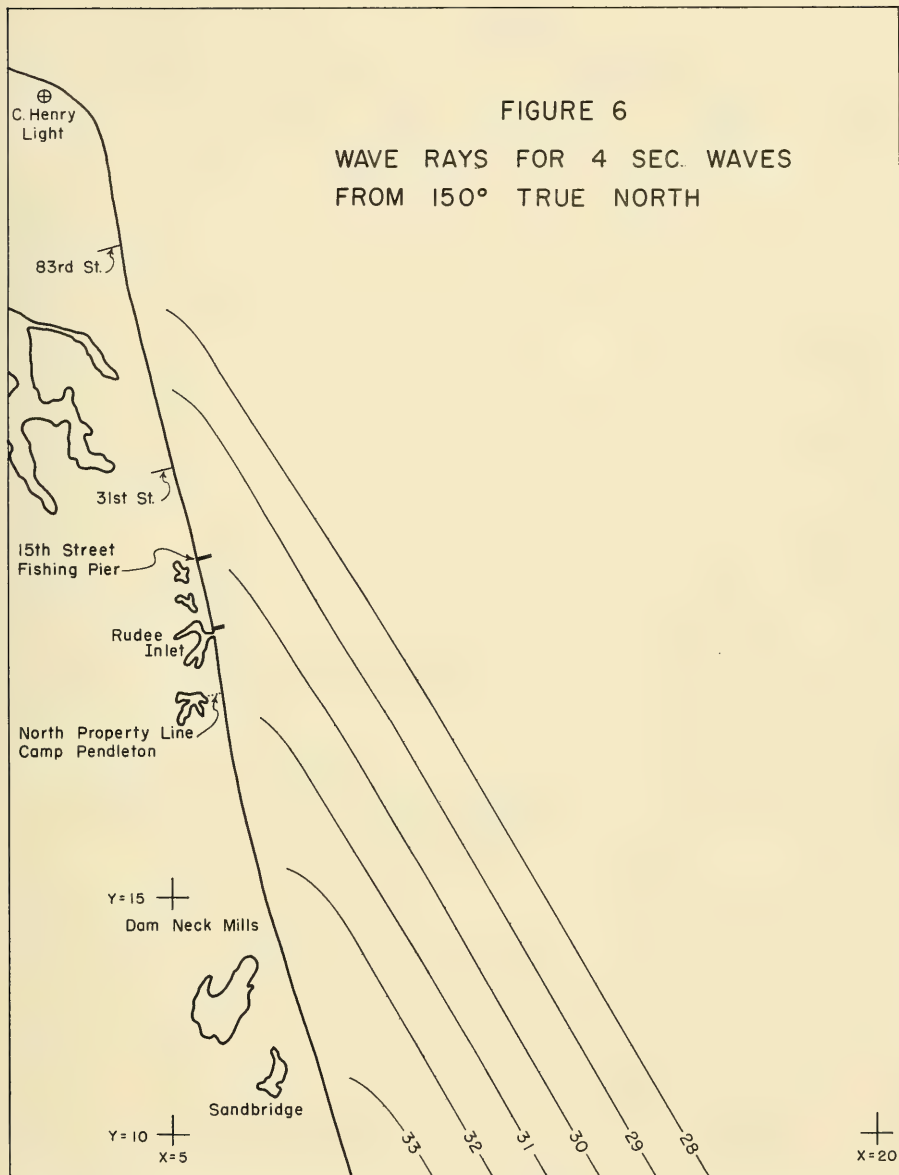 FIGURE 6
WAVE RAYS FOR 4 SEC. WAVES
FROM 150° TRUE NORTH
C. Henry
Light
83rd St.
31st St.
15th Street
Fishing Pier
Rudee
Inlet
North Property Line
Camp Pendleton
Y=15
Dam Neck Mills
Sandbridge
Y=10
X=5
33
32
31
30
29
28
X=20